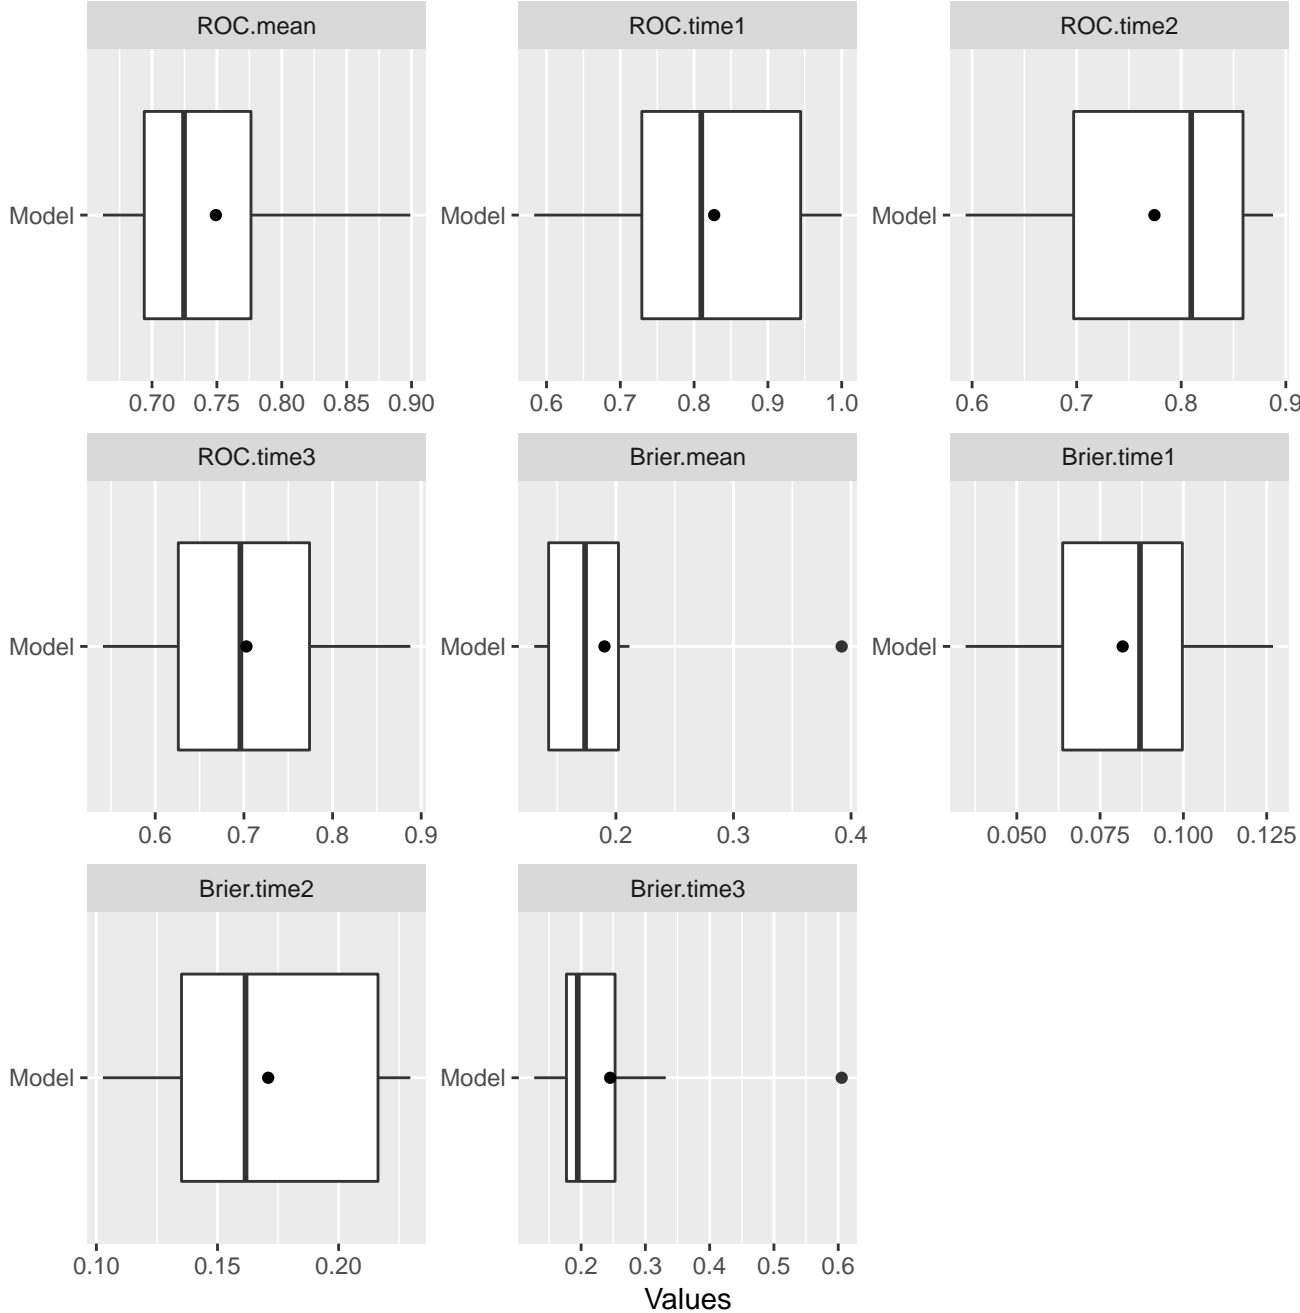 ROC.mean
ROC.time1
ROC.time2
Model
Model
Model
0.70 0.75 0.80 0.85 0.90
0.6 0.7 0.8 0.9 1.0
0.6 0.7 0.8 0.9
ROC.time3
Brier.mean
Brier.time1
Model
Model
Model
0.6 0.7 0.8 0.9
0.2 0.3 0.4
0.050 0.075 0.100 0.125
Brier.time2
Brier.time3
Model
Model
0.10 0.15 0.20
0.2 0.3 0.4 0.5 0.6
Values